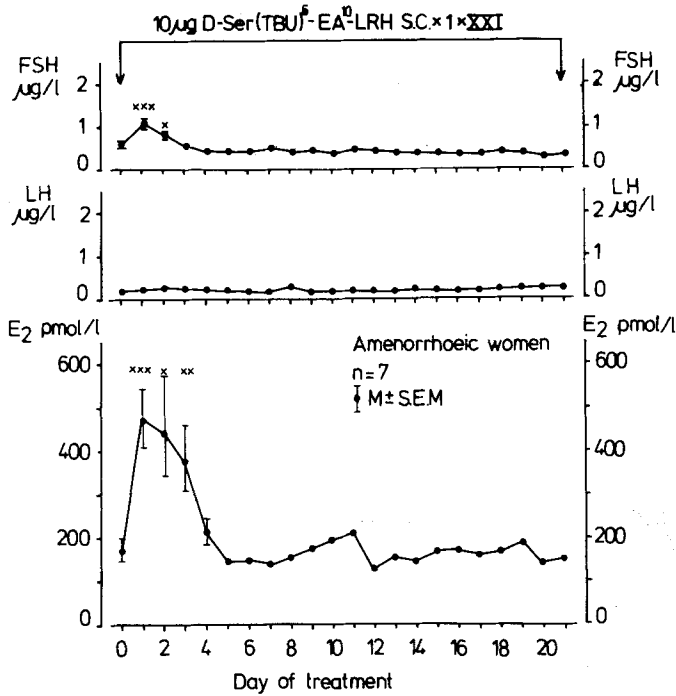 10µg D-Ser(TBU)⁶-EA¹⁰-LRH S.C.×1×XXI
FSH
µg/l
FSH
µg/l
2
1
0
2
1
0
×××
×
LH
µg/l
LH
µg/l
2
1
0
2
1
0
E₂ pmol/l
E₂ pmol/l
600
400
200
0
600
400
200
0
××× × ××
Amenorrhoeic women
n=7
M±S.E.M
0 2 4 6 8 10 12 14 16 18 20
Day of treatment